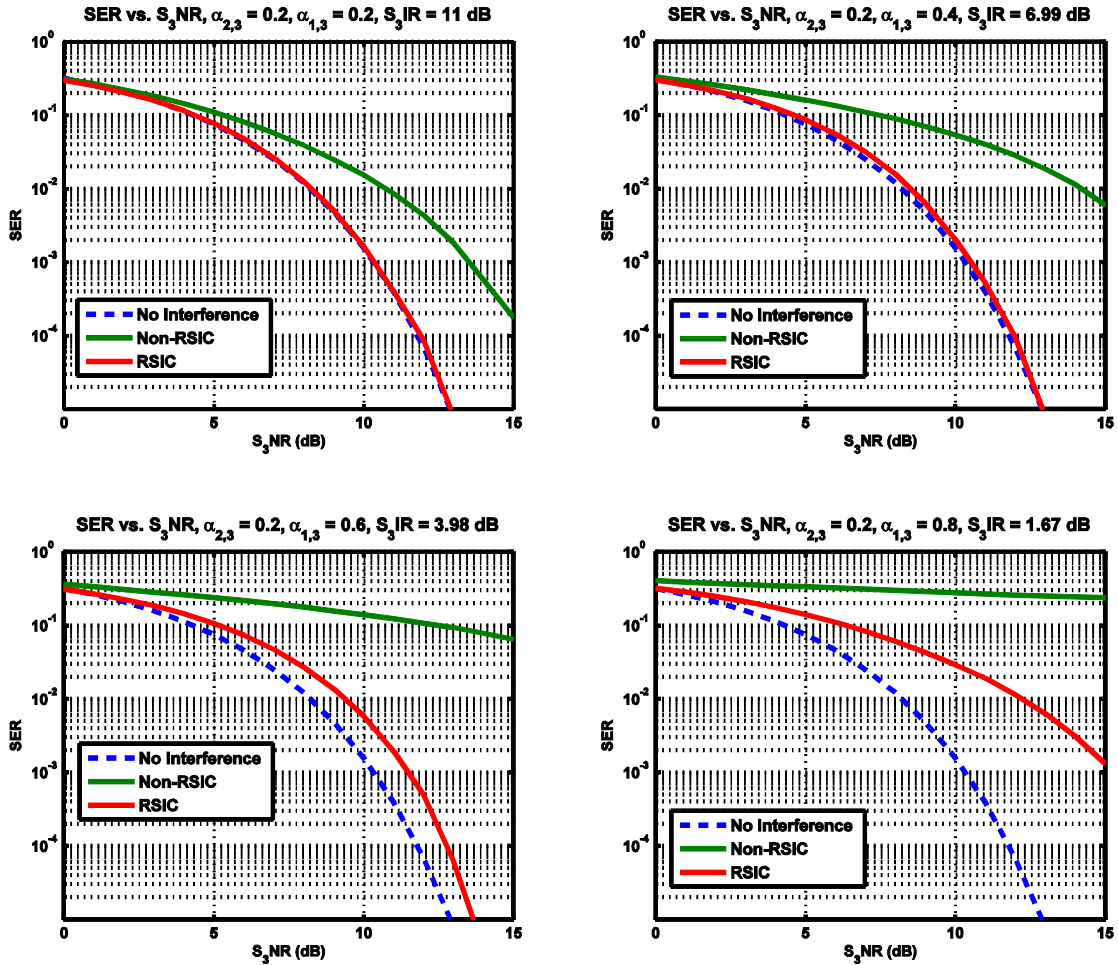 SER vs. S3NR, α2,3 = 0.2, α1,3 = 0.2, S3IR = 11 dB
10^0
10^-1
10^-2
10^-3
10^-4
SER
No Interference
Non-RSIC
RSIC
0 5 10 15
S3NR (dB)
SER vs. S3NR, α2,3 = 0.2, α1,3 = 0.4, S3IR = 6.99 dB
10^0
10^-1
10^-2
10^-3
10^-4
SER
No Interference
Non-RSIC
RSIC
0 5 10 15
S3NR (dB)
SER vs. S3NR, α2,3 = 0.2, α1,3 = 0.6, S3IR = 3.98 dB
10^0
10^-1
10^-2
10^-3
10^-4
SER
No Interference
Non-RSIC
RSIC
0 5 10 15
S3NR (dB)
SER vs. S3NR, α2,3 = 0.2, α1,3 = 0.8, S3IR = 1.67 dB
10^0
10^-1
10^-2
10^-3
10^-4
SER
No Interference
Non-RSIC
RSIC
0 5 10 15
S3NR (dB)